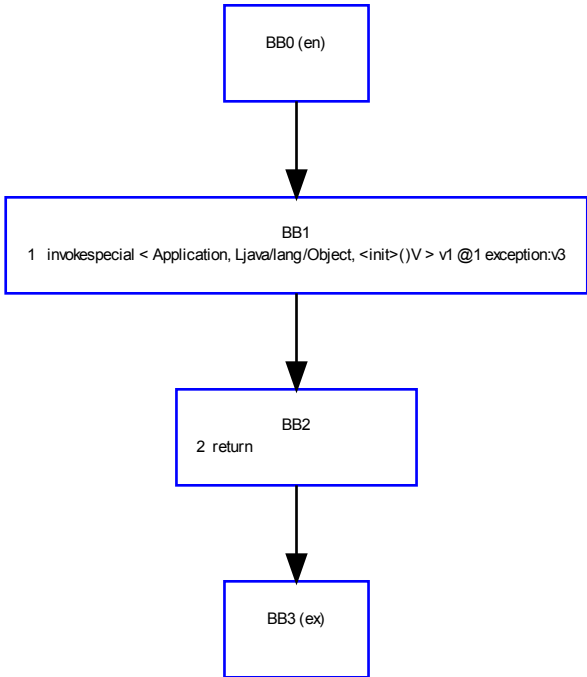 BB0 (en)
BB1
1 invokespecial < Application, Ljava/lang/Object, <init>()V > v1 @1 exception:v3
BB2
2 return
BB3 (ex)